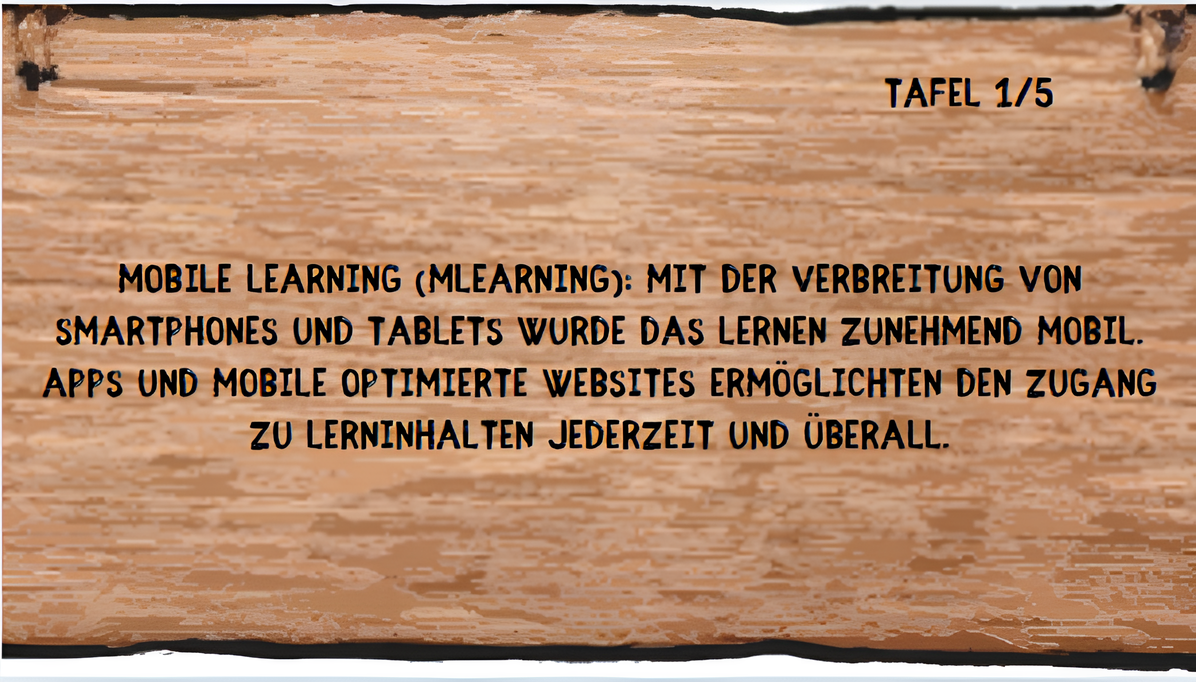 TAFEL 1/5
MOBILE LEARNING (MLEARNING): MIT DER VERBREITUNG VON
SMARTPHONES UND TABLETS WURDE DAS LERNEN ZUNEHMEND MOBIL.
APPS UND MOBILE OPTIMIERTE WEBSITES ERMÖGLICHTEN DEN ZUGANG
ZU LERNINHALTEN JEDERZEIT UND ÜBERALL.